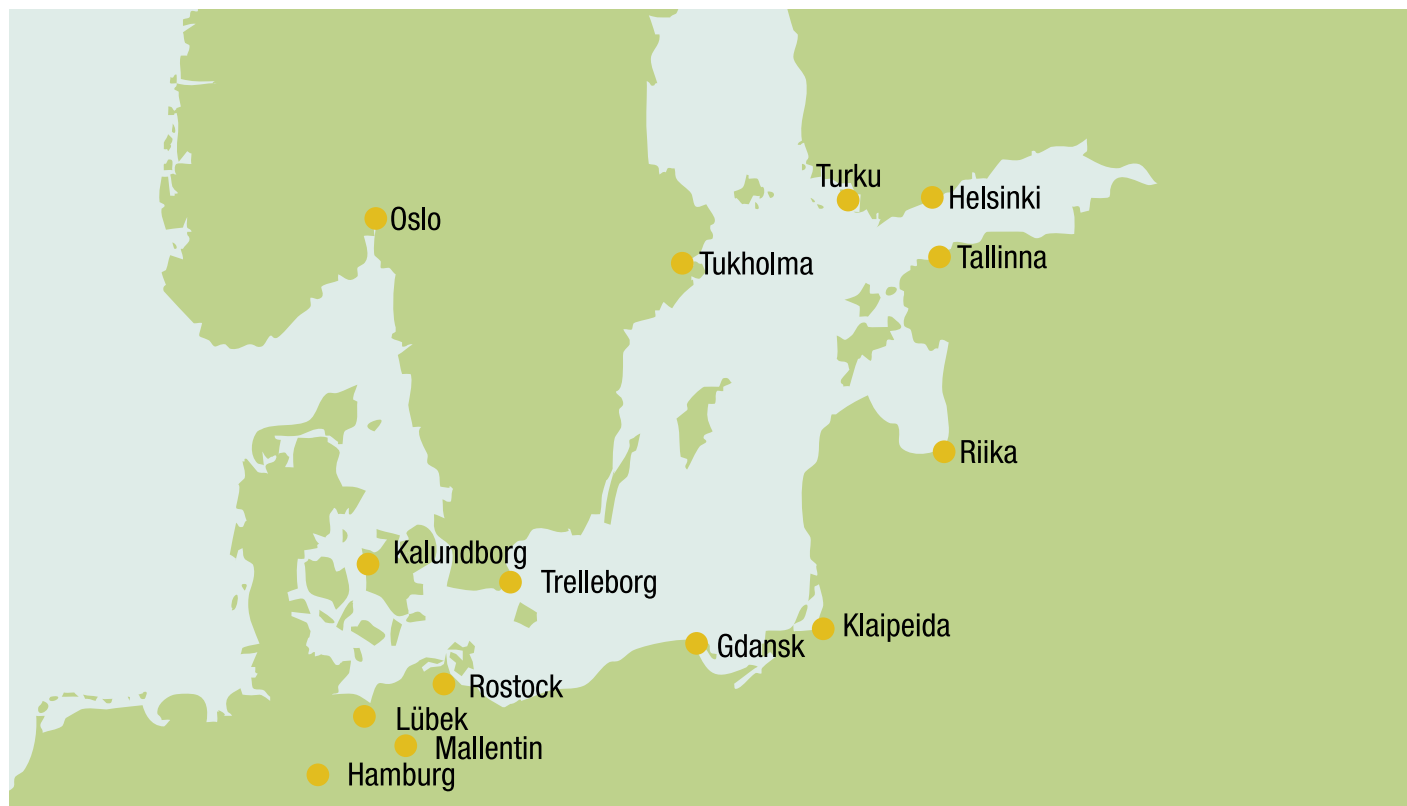 Turku
Helsinki
Oslo
Tallinna
Tukholma
Riika
Kalundborg
Trelleborg
Klaipeida
Gdansk
Rostock
Lübek
Mallentin
Hamburg